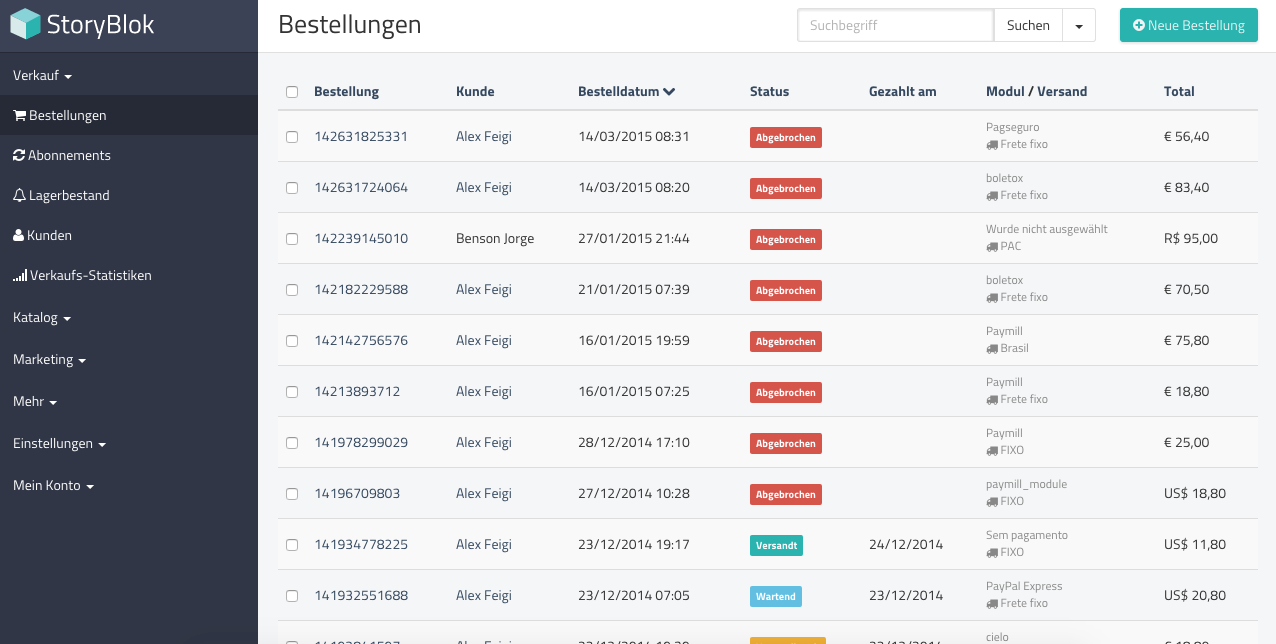 StoryBlok
Bestellungen
Suchbegriff Suchen Neue Bestellung
Verkauf
Bestellungen
Abonnements
Lagerbestand
Kunden
Verkaufs-Statistiken
Katalog
Marketing
Mehr
Einstellungen
Mein Konto
Bestellung Kunde Bestelldatum Status Gezahlt am Modul / Versand Total
142631825331 Alex Feigi 14/03/2015 08:31 Abgebrochen Pagseguro € 56,40
Frete fixo
142631724064 Alex Feigi 14/03/2015 08:20 Abgebrochen boletox € 83,40
Frete fixo
142239145010 Benson Jorge 27/01/2015 21:44 Abgebrochen Wurde nicht ausgewählt R$ 95,00
PAC
142182229588 Alex Feigi 21/01/2015 07:39 Abgebrochen boletox € 70,50
Frete fixo
142142756576 Alex Feigi 16/01/2015 19:59 Abgebrochen Paymill € 75,80
Brasil
14213893712 Alex Feigi 16/01/2015 07:25 Abgebrochen Paymill € 18,80
Frete fixo
141978299029 Alex Feigi 28/12/2014 17:10 Abgebrochen Paymill € 25,00
FIXO
14196709803 Alex Feigi 27/12/2014 10:28 Abgebrochen paymill_module US$ 18,80
FIXO
141934778225 Alex Feigi 23/12/2014 19:17 Versandt 24/12/2014 Sem pagamento US$ 11,80
FIXO
141932551688 Alex Feigi 23/12/2014 07:05 Wartend 23/12/2014 PayPal Express US$ 20,80
Frete fixo
Alex Feigi cielo